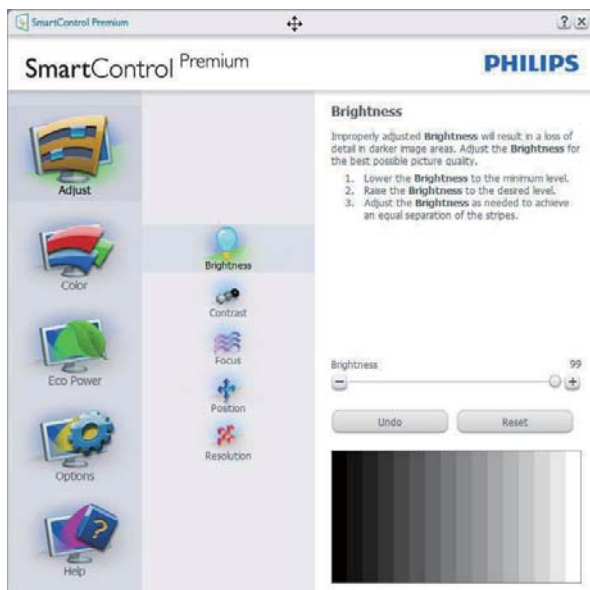 SmartControl Premium
? x
SmartControl Premium
PHILIPS
Adjust
Color
Eco Power
Options
Help
Brightness
Contrast
Focus
Position
Resolution
Brightness
Improperly adjusted Brightness will result in a loss of
detail in darker image areas. Adjust the Brightness for
the best possible picture quality.
1. Lower the Brightness to the minimum level.
2. Raise the Brightness to the desired level.
3. Adjust the Brightness as needed to achieve
an equal separation of the stripes.
Brightness 99
Undo Reset